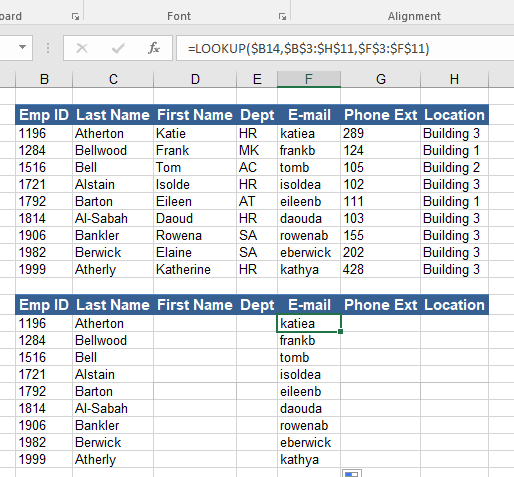 oard Font Alignment
fx =LOOKUP($B14,$B$3:$H$11,$F$3:$F$11)
B C D E F G H
Emp ID Last Name First Name Dept E-mail Phone Ext Location
1196 Atherton Katie HR katiea 289 Building 3
1284 Bellwood Frank MK frankb 124 Building 1
1516 Bell Tom AC tomb 105 Building 2
1721 Alstain Isolde HR isoldea 102 Building 3
1792 Barton Eileen AT eileenb 111 Building 1
1814 Al-Sabah Daoud HR daouda 103 Building 3
1906 Bankler Rowena SA rowenab 155 Building 3
1982 Berwick Elaine SA eberwick 202 Building 3
1999 Atherly Katherine HR kathya 428 Building 3
Emp ID Last Name First Name Dept E-mail Phone Ext Location
1196 Atherton katiea
1284 Bellwood frankb
1516 Bell tomb
1721 Alstain isoldea
1792 Barton eileenb
1814 Al-Sabah daouda
1906 Bankler rowenab
1982 Berwick eberwick
1999 Atherly kathya